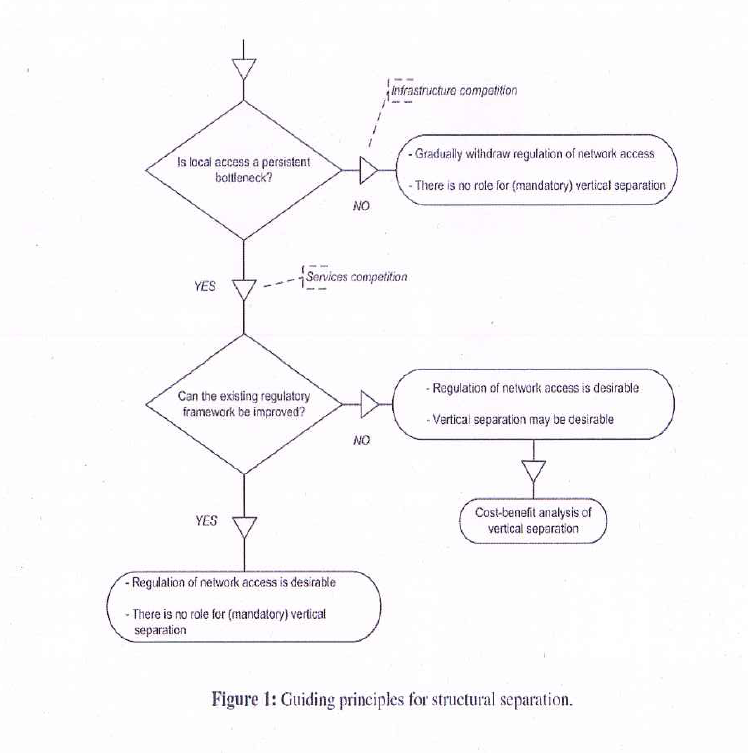 Infrastructure competition
Is local access a persistent
bottleneck?
- Gradually withdraw regulation of network access
- There is no role for (mandatory) vertical separation
NO
YES
Services competition
Can the existing regulatory
framework be improved?
- Regulation of network access is desirable
- Vertical separation may be desirable
NO
Cost-benefit analysis of
vertical separation
YES
- Regulation of network access is desirable
- There is no role for (mandatory) vertical
separation
Figure 1: Guiding principles for structural separation.